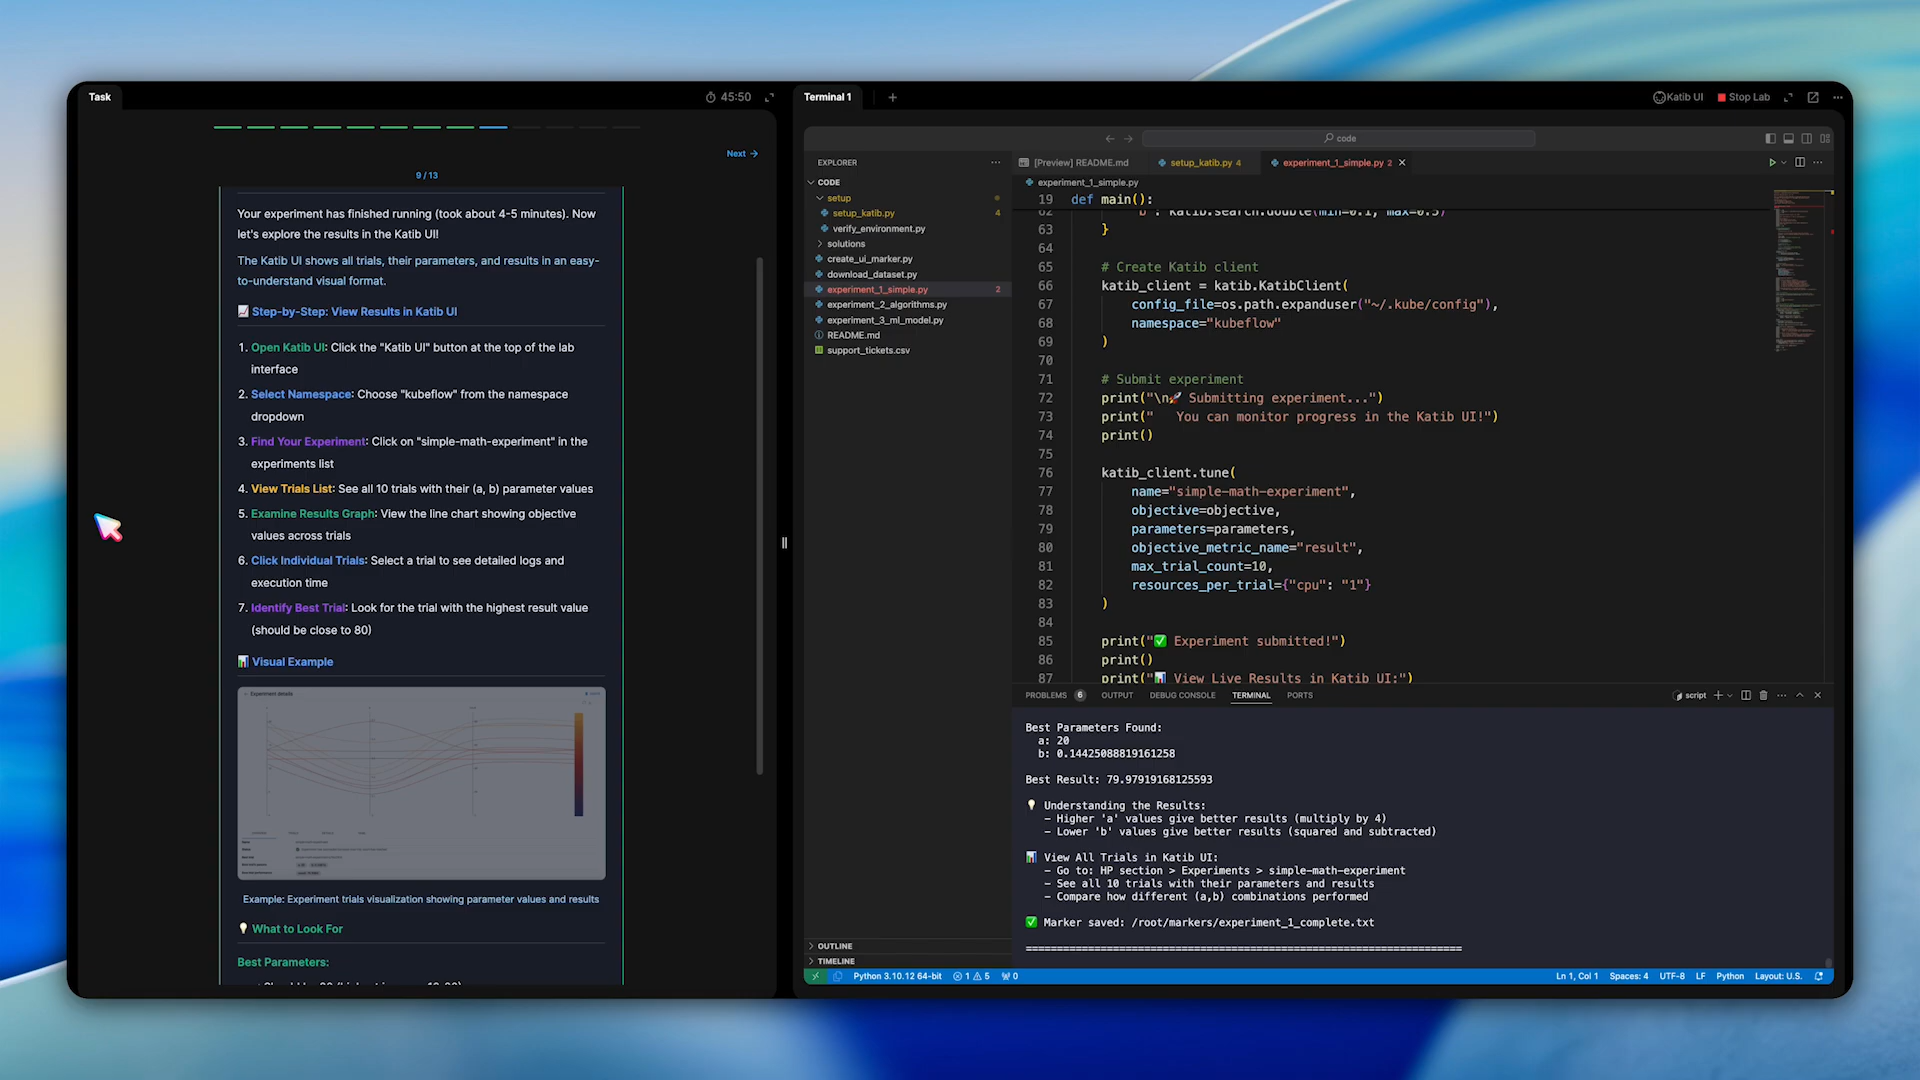 Task
45:50
Next →
9 / 13
Your experiment has finished running (took about 4-5 minutes). Now
let's explore the results in the Katib UI!
The Katib UI shows all trials, their parameters, and results in an easy-
to-understand visual format.
📈 Step-by-Step: View Results in Katib UI
1. Open Katib UI: Click the "Katib UI" button at the top of the lab
interface
2. Select Namespace: Choose "kubeflow" from the namespace
dropdown
3. Find Your Experiment: Click on "simple-math-experiment" in the
experiments list
4. View Trials List: See all 10 trials with their (a, b) parameter values
5. Examine Results Graph: View the line chart showing objective
values across trials
6. Click Individual Trials: Select a trial to see detailed logs and
execution time
7. Identify Best Trial: Look for the trial with the highest result value
(should be close to 80)
📊 Visual Example
Experiment details
Example: Experiment trials visualization showing parameter values and results
💡 What to Look For
Best Parameters:
Terminal 1
+
Katib UI
Stop Lab
code
EXPLORER
CODE
setup
setup_katib.py 4
verify_environment.py
solutions
create_ui_marker.py
download_dataset.py
experiment_1_simple.py 2
experiment_2_algorithms.py
experiment_3_ml_model.py
README.md
support_tickets.csv
OUTLINE
TIMELINE
[Preview] README.md
setup_katib.py 4
experiment_1_simple.py 2
experiment_1_simple.py
19 def main():
62 'b': katib.search.double(min=0.1, max=0.5)
63 }
64
65 # Create Katib client
66 katib_client = katib.KatibClient(
67 config_file=os.path.expanduser("~/.kube/config"),
68 namespace="kubeflow"
69 )
70
71 # Submit experiment
72 print("\n🚀 Submitting experiment...")
73 print("   You can monitor progress in the Katib UI!")
74 print()
75
76 katib_client.tune(
77 name="simple-math-experiment",
78 objective=objective,
79 parameters=parameters,
80 objective_metric_name="result",
81 max_trial_count=10,
82 resources_per_trial={"cpu": "1"}
83 )
84
85 print("✅ Experiment submitted!")
86 print()
87 print("📊 View Live Results in Katib UI:")
PROBLEMS 6 OUTPUT DEBUG CONSOLE TERMINAL PORTS
script
Best Parameters Found:
a: 20
b: 0.14425088819161258
Best Result: 79.97919168125593
💡 Understanding the Results:
- Higher 'a' values give better results (multiply by 4)
- Lower 'b' values give better results (squared and subtracted)
📊 View All Trials in Katib UI:
- Go to: HP section > Experiments > simple-math-experiment
- See all 10 trials with their parameters and results
- Compare how different (a,b) combinations performed
✅ Marker saved: /root/markers/experiment_1_complete.txt
======================================================================
Python 3.10.12 64-bit 1 5 0
Ln 1, Col 1 Spaces: 4 UTF-8 LF Python Layout: U.S.